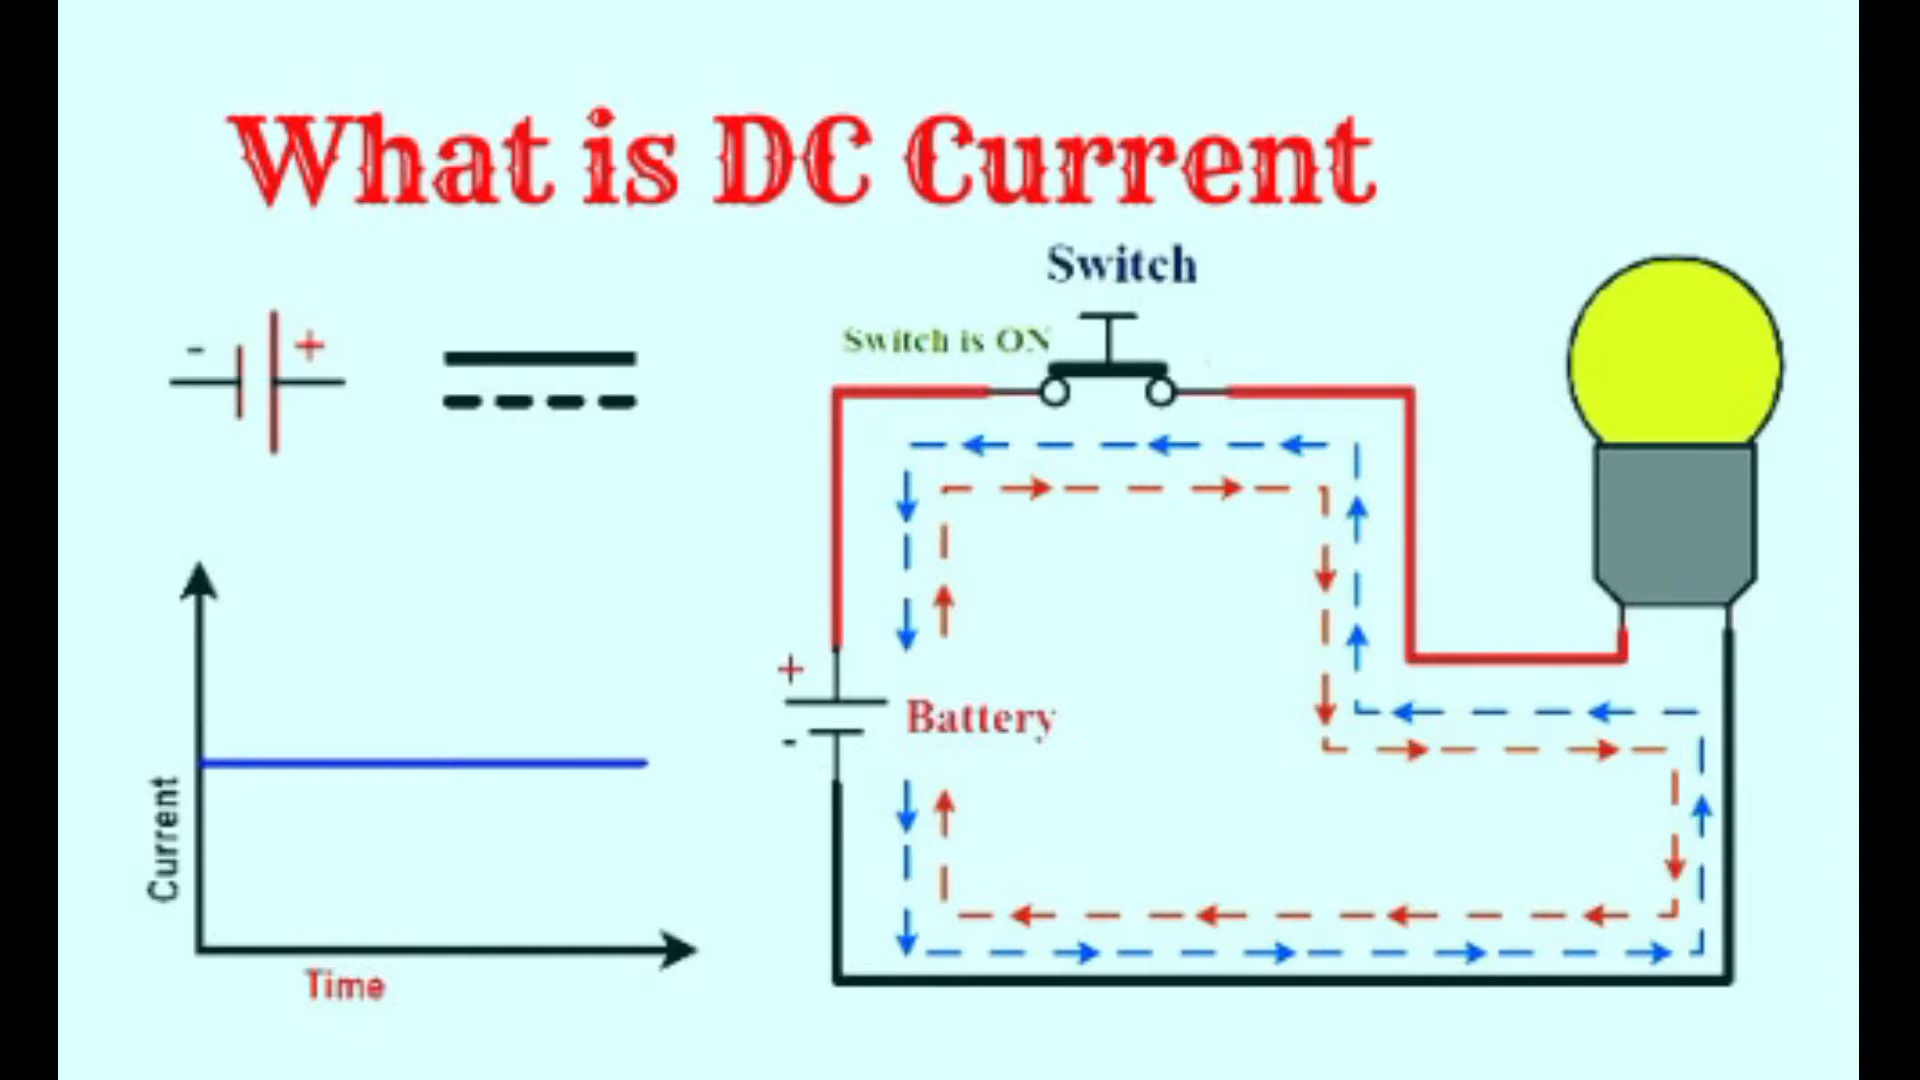 What is DC Current
Switch
Switch is ON
- +
+
Battery
-
Current
Time